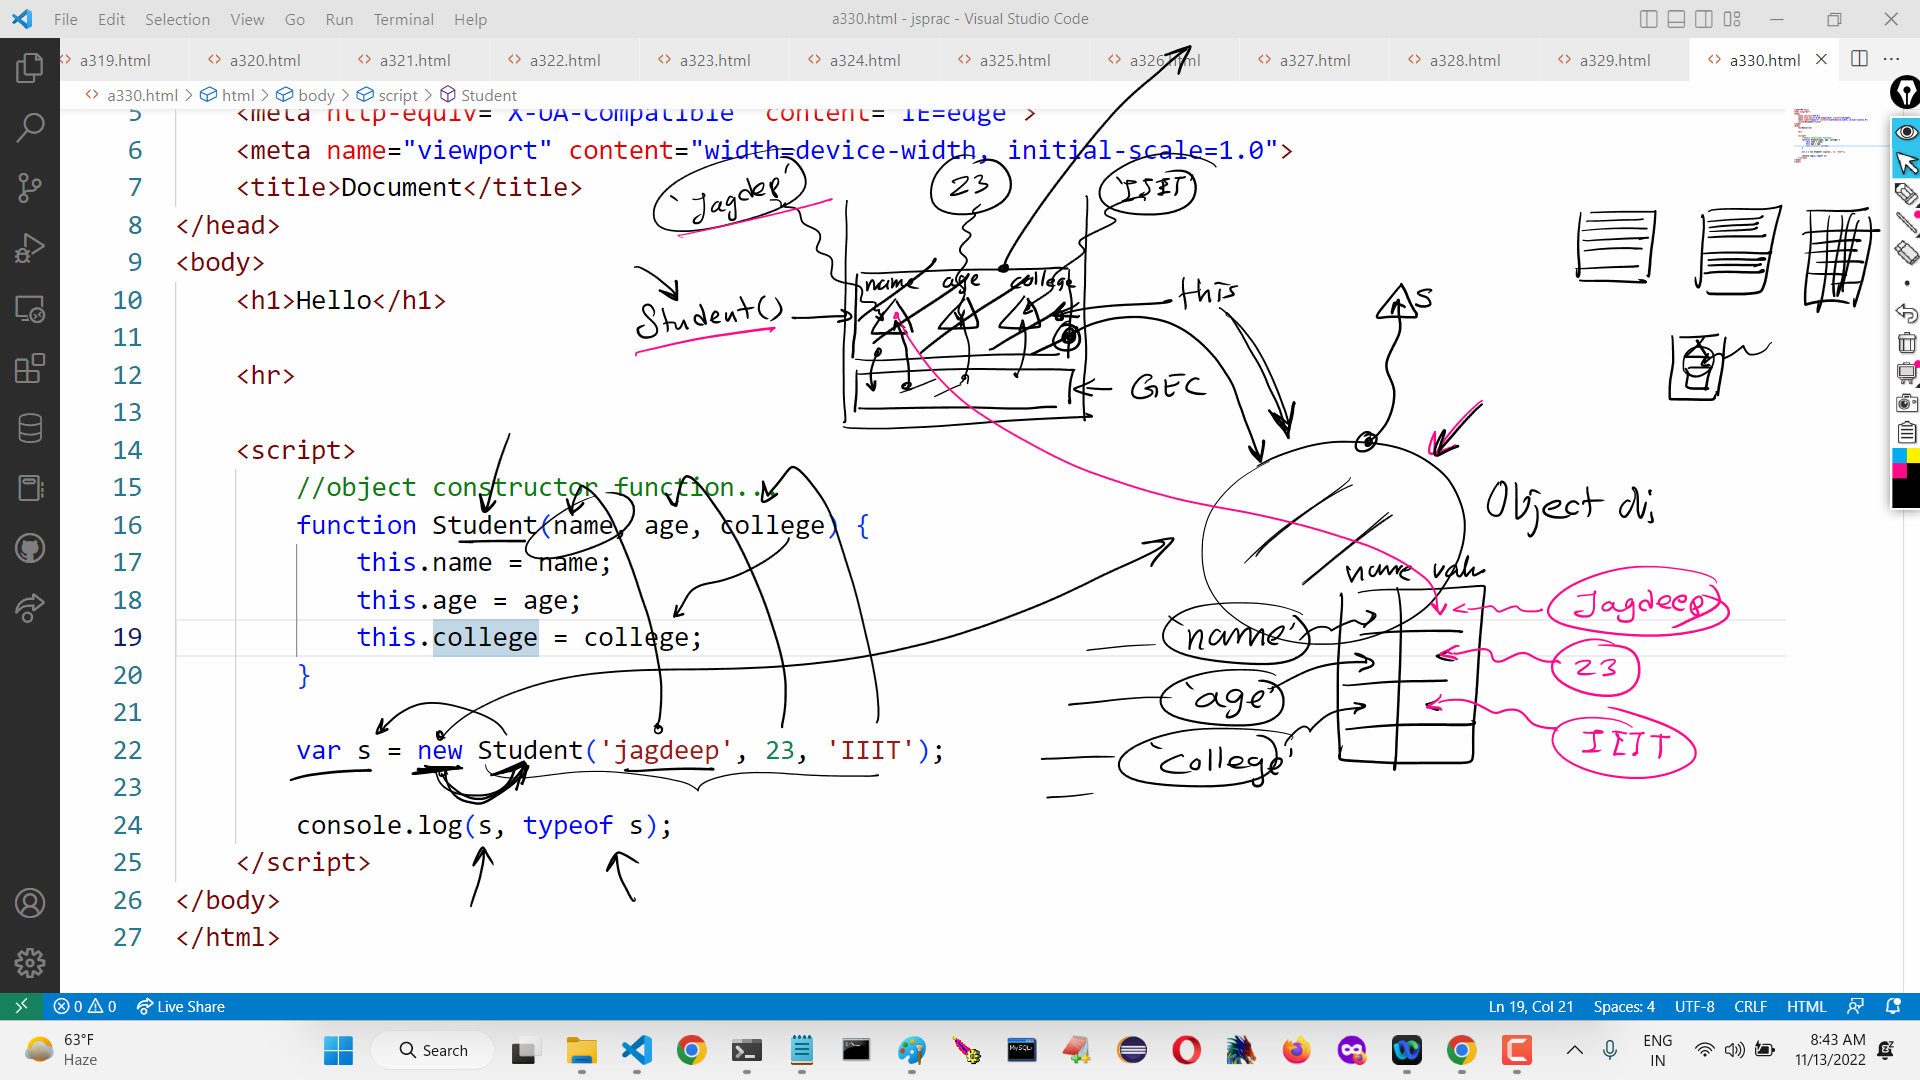 File Edit Selection View Go Run Terminal Help
a330.html - jsprac - Visual Studio Code
a319.html a320.html a321.html a322.html a323.html a324.html a325.html a326.html a327.html a328.html a329.html a330.html
a330.html > html > body > script > Student
5 <meta http-equiv="X-UA-Compatible" content="IE=edge">
6 <meta name="viewport" content="width=device-width, initial-scale=1.0">
7 <title>Document</title>
8 </head>
9 <body>
10 <h1>Hello</h1>
11
12 <hr>
13
14 <script>
15 //object constructor function...
16 function Student(name, age, college) {
17 this.name = name;
18 this.age = age;
19 this.college = college;
20 }
21
22 var s = new Student('jagdeep', 23, 'IIIT');
23
24 console.log(s, typeof s);
25 </script>
26 </body>
27 </html>
'Jagdeep' 23 'IIIT'
name age college
Student() this
GEC
S
name
'name' Jagdeep
'age' 23
'college' IIIT
0 0 Live Share
Ln 19, Col 21 Spaces: 4 UTF-8 CRLF HTML
63°F
Haze
Search
MySQL
ENG
IN
8:43 AM
11/13/2022